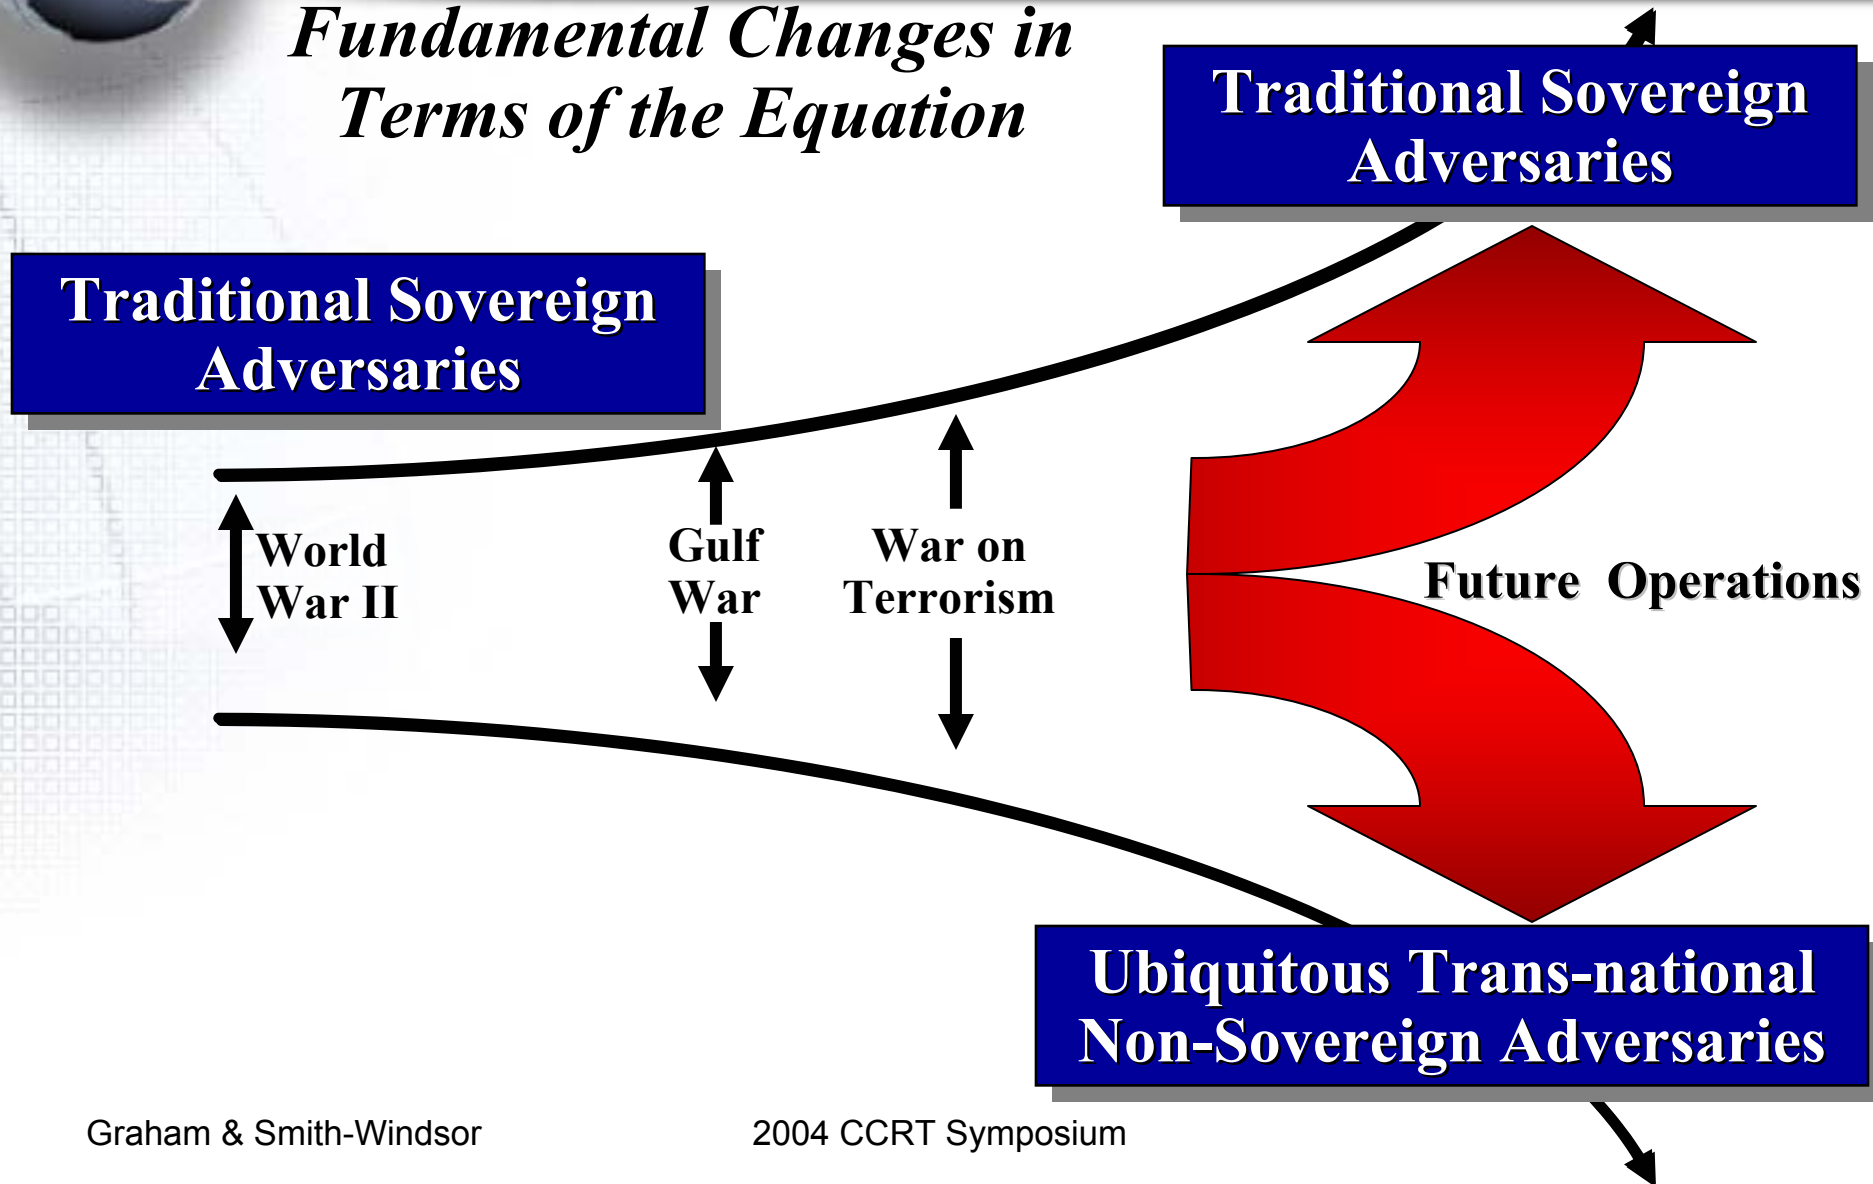 Fundamental Changes in
Terms of the Equation
Traditional Sovereign
Adversaries
Traditional Sovereign
Adversaries
World
War II
Gulf
War
War on
Terrorism
Future Operations
Ubiquitous Trans-national
Non-Sovereign Adversaries
Graham & Smith-Windsor
2004 CCRT Symposium